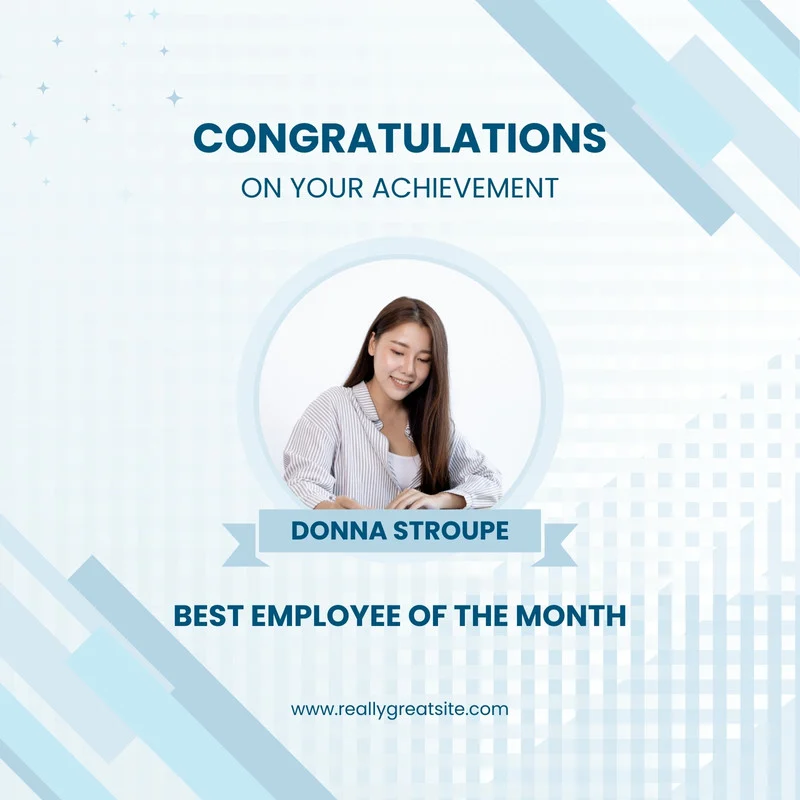 CONGRATULATIONS
ON YOUR ACHIEVEMENT
DONNA STROUPE
BEST EMPLOYEE OF THE MONTH
www.reallygreatsite.com